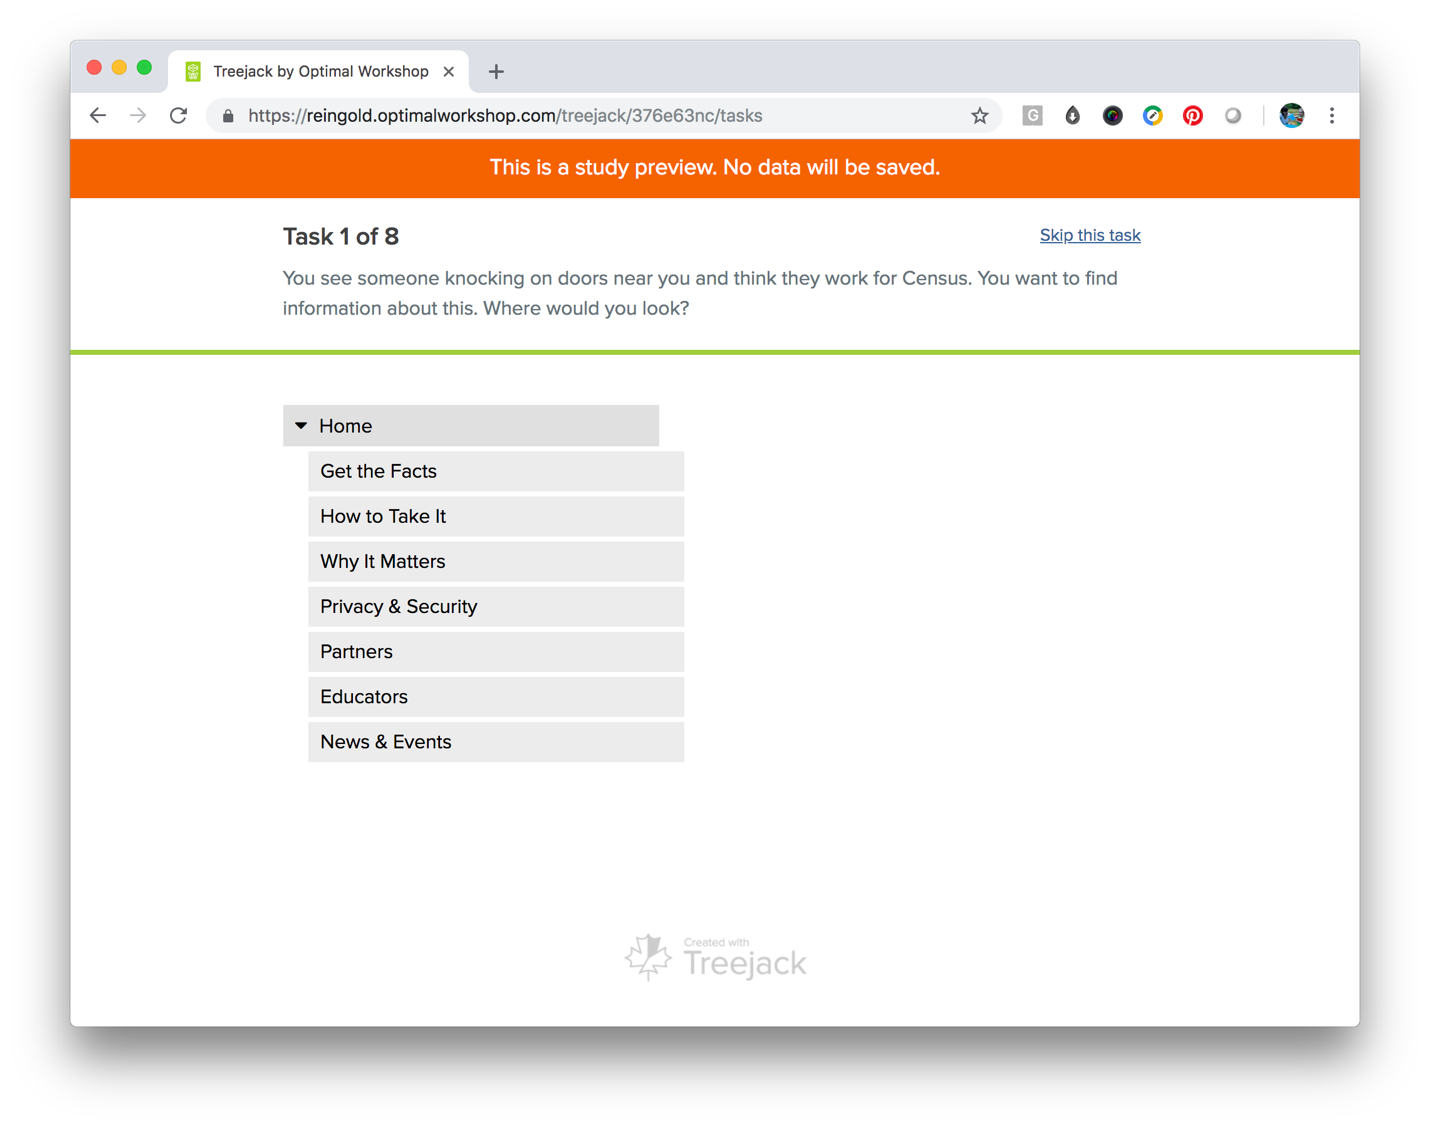 Treejack by Optimal Workshop
https://reingold.optimalworkshop.com/treejack/376e63nc/tasks
G
This is a study preview. No data will be saved.
Task 1 of 8
Skip this task
You see someone knocking on doors near you and think they work for Census. You want to find
information about this. Where would you look?
Home
Get the Facts
How to Take It
Why It Matters
Privacy & Security
Partners
Educators
News & Events
Created with
Treejack